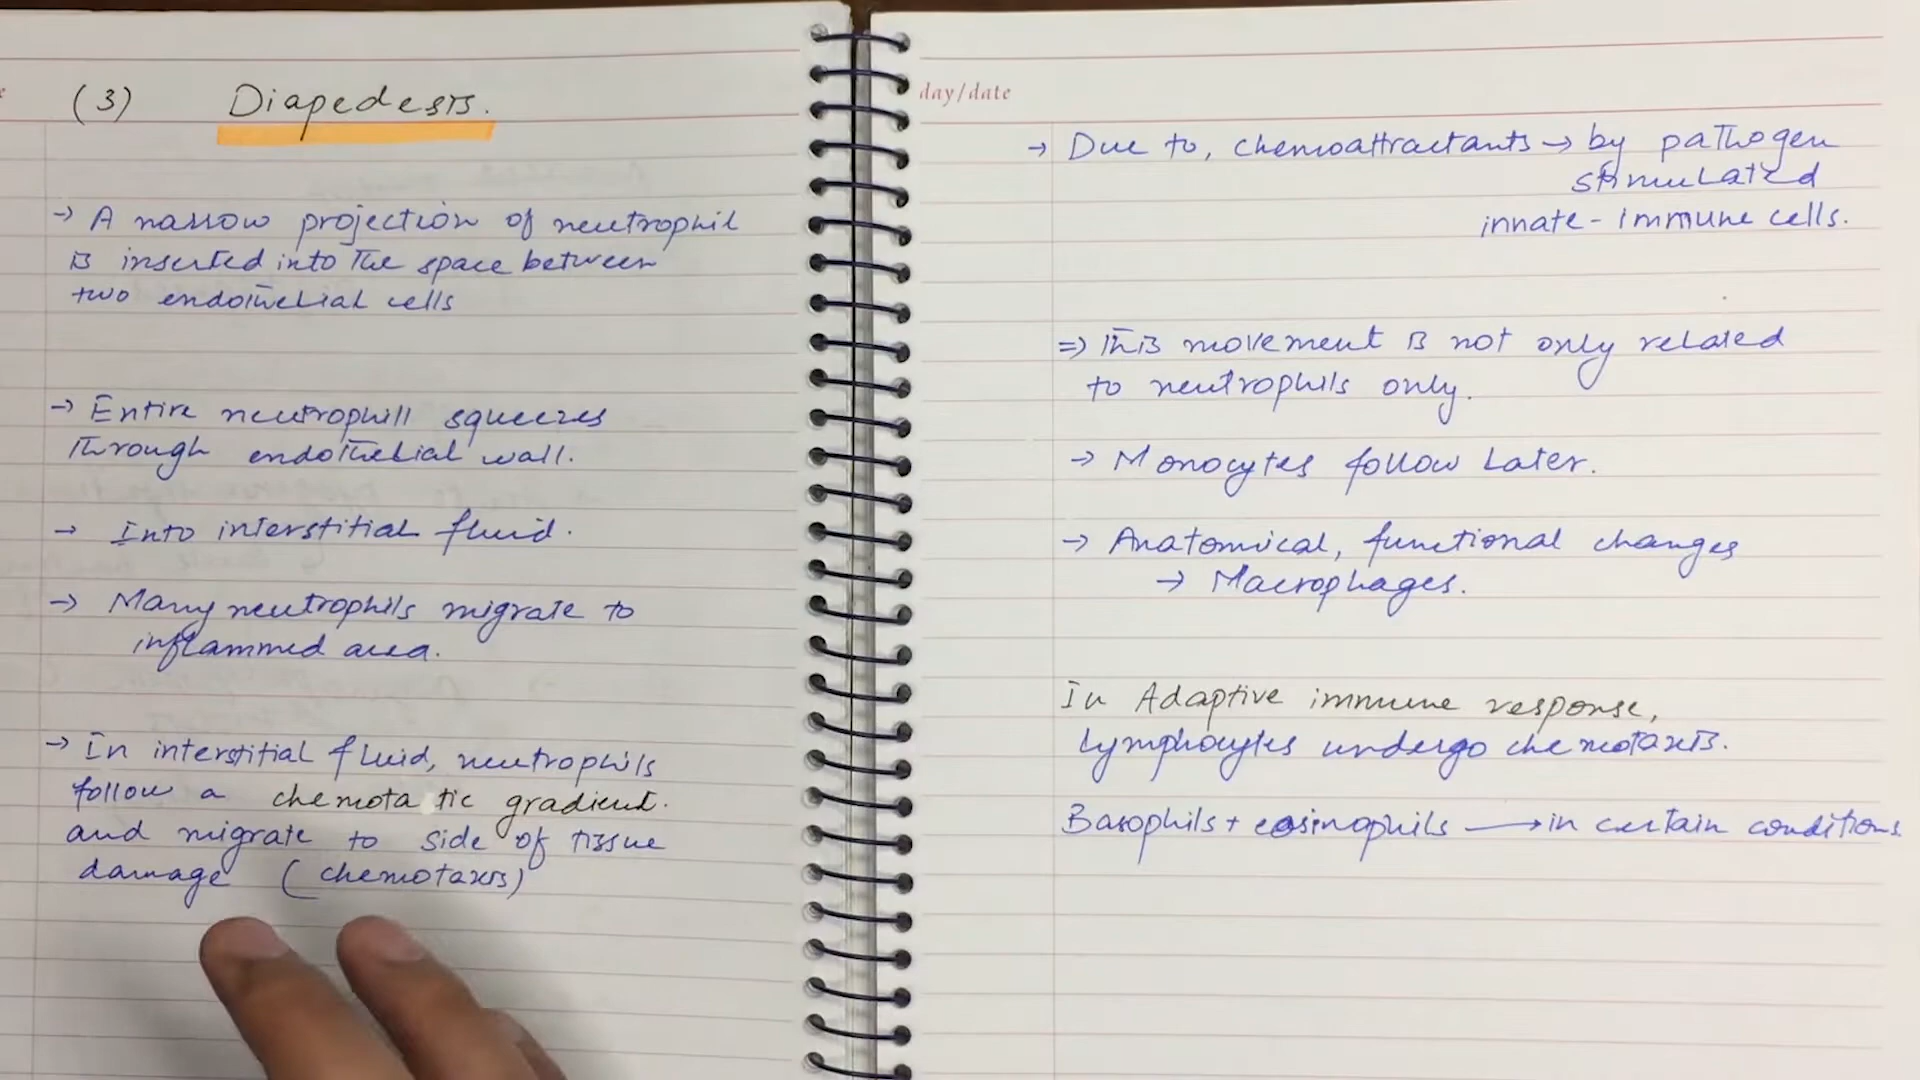 (3) Diapedesis.
→ A narrow projection of neutrophil
is inserted into the space between
two endothelial cells
→ Entire neutrophill squeezes
through endothelial wall.
→ Into interstitial fluid.
→ Many neutrophils migrate to
inflammed area.
→ In interstitial fluid, neutrophils
follow a chemota tic gradient.
and migrate to side of tissue
damage (chemotaxis)
day/date
→ Due to, chemoattractants → by pathogen
stimulated
innate-immune cells.
⇒ This movement is not only related
to neutrophils only.
→ Monocytes follow later.
→ Anatomical, functional changes
→ Macrophages.
In Adaptive immune response,
Lymphocytes undergo chemotaxis.
Basophils + eosinophils → in certain conditions